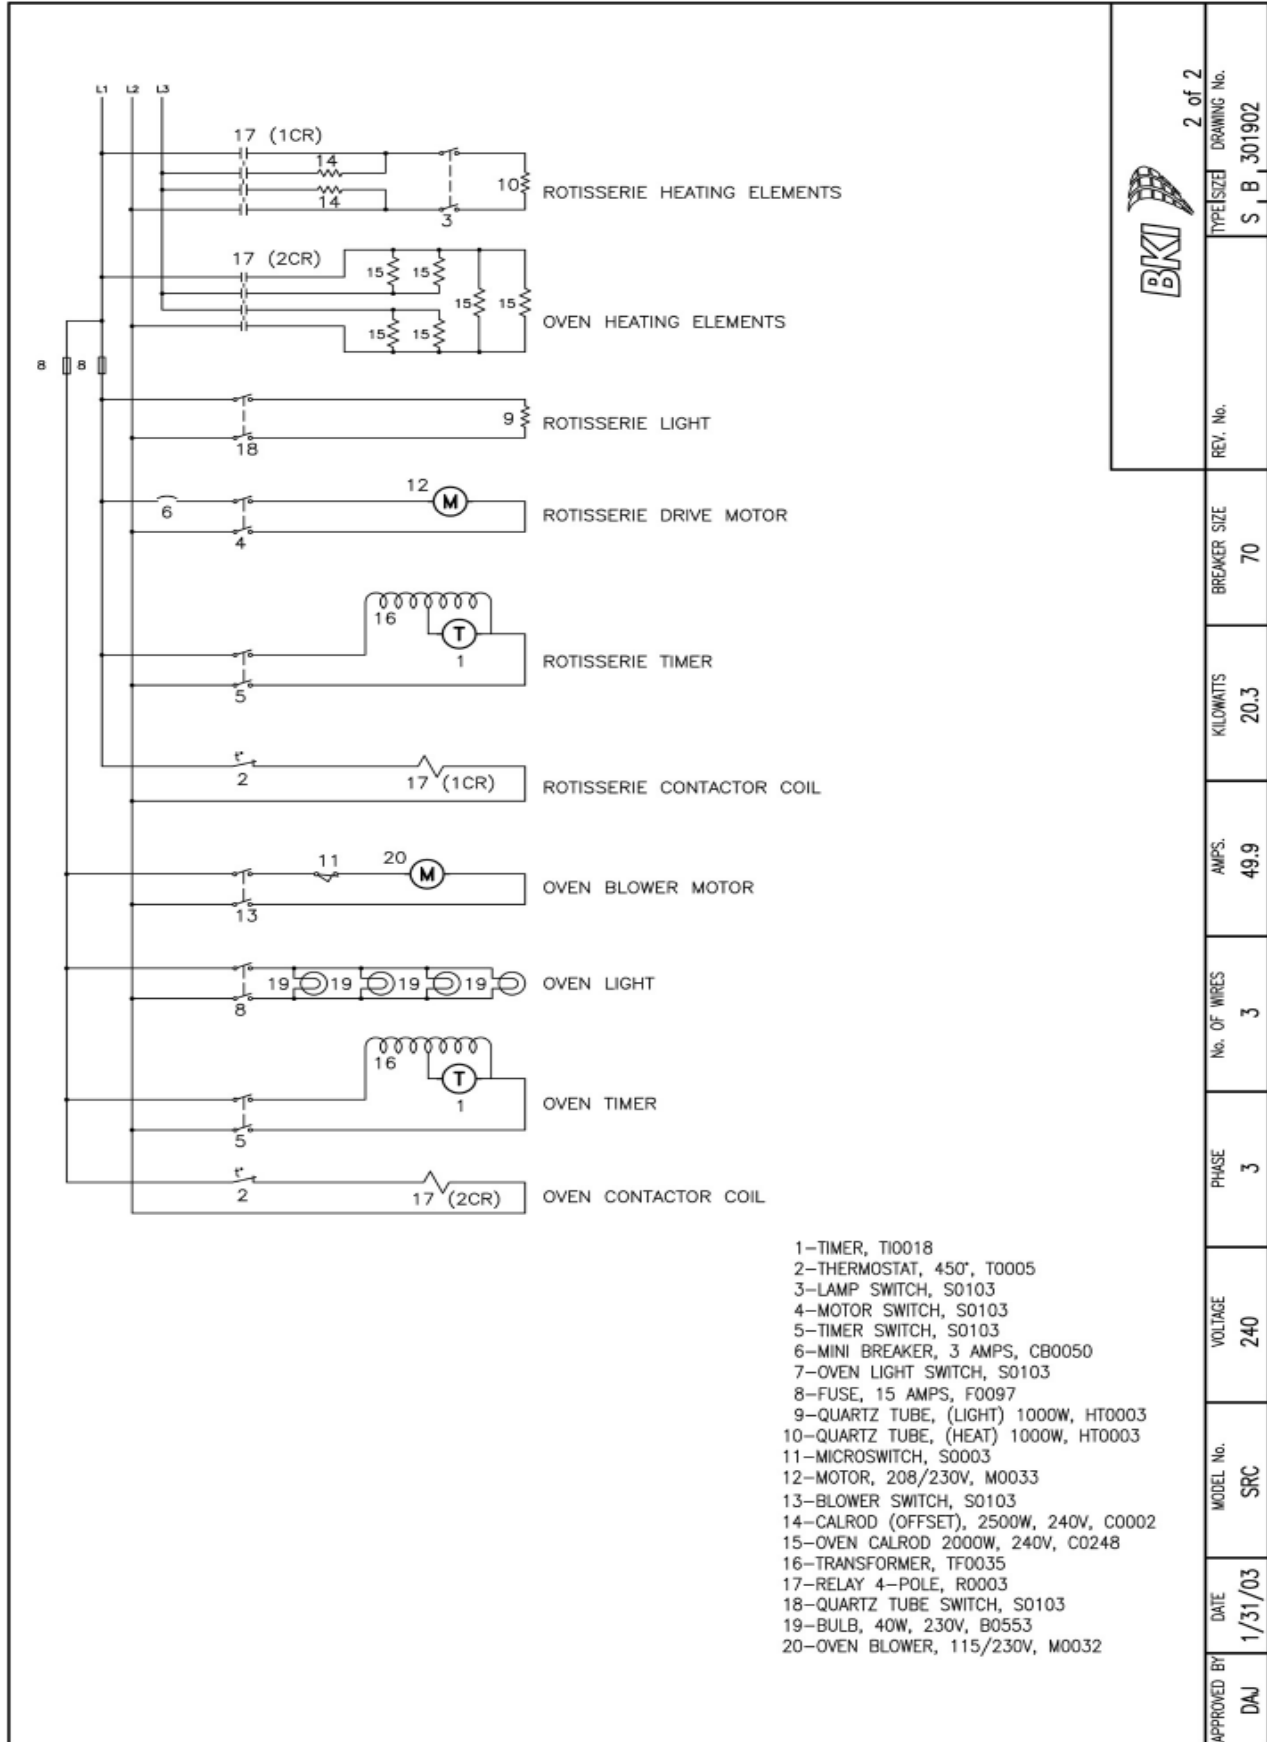 L1 L2 L3
17 (1CR)
14
14
10
3
ROTISSERIE HEATING ELEMENTS
17 (2CR)
15 15
15 15
15 15
OVEN HEATING ELEMENTS
8 8
9
18
ROTISSERIE LIGHT
12
M
6
4
ROTISSERIE DRIVE MOTOR
16
T
1
5
ROTISSERIE TIMER
t°
2
17 (1CR)
ROTISSERIE CONTACTOR COIL
11
20
M
13
OVEN BLOWER MOTOR
19 19 19 19
8
OVEN LIGHT
16
T
1
5
OVEN TIMER
t°
2
17 (2CR)
OVEN CONTACTOR COIL
1-TIMER, TI0018
2-THERMOSTAT, 450°, T0005
3-LAMP SWITCH, S0103
4-MOTOR SWITCH, S0103
5-TIMER SWITCH, S0103
6-MINI BREAKER, 3 AMPS, CB0050
7-OVEN LIGHT SWITCH, S0103
8-FUSE, 15 AMPS, F0097
9-QUARTZ TUBE, (LIGHT) 1000W, HT0003
10-QUARTZ TUBE, (HEAT) 1000W, HT0003
11-MICROSWITCH, S0003
12-MOTOR, 208/230V, M0033
13-BLOWER SWITCH, S0103
14-CALROD (OFFSET), 2500W, 240V, C0002
15-OVEN CALROD 2000W, 240V, C0248
16-TRANSFORMER, TF0035
17-RELAY 4-POLE, R0003
18-QUARTZ TUBE SWITCH, S0103
19-BULB, 40W, 230V, B0553
20-OVEN BLOWER, 115/230V, M0032
APPROVED BY
DAJ
DATE
1/31/03
MODEL No.
SRC
VOLTAGE
240
PHASE
3
No. OF WIRES
3
AMPS.
49.9
KILOWATTS
20.3
BREAKER SIZE
70
REV. No.
BKI
2 of 2
TYPE SIZE DRAWING No.
S B 301902